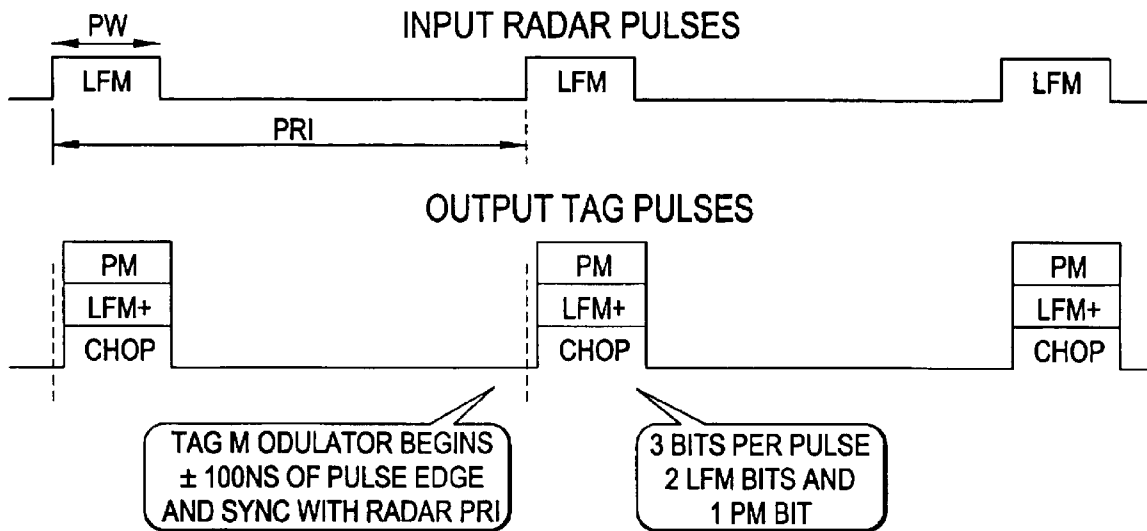 INPUT RADAR PULSES
PW
LFM LFM LFM
PRI
OUTPUT TAG PULSES
PM PM PM
LFM+ LFM+ LFM+
CHOP CHOP CHOP
TAG M ODULATOR BEGINS
± 100NS OF PULSE EDGE
AND SYNC WITH RADAR PRI
3 BITS PER PULSE
2 LFM BITS AND
1 PM BIT